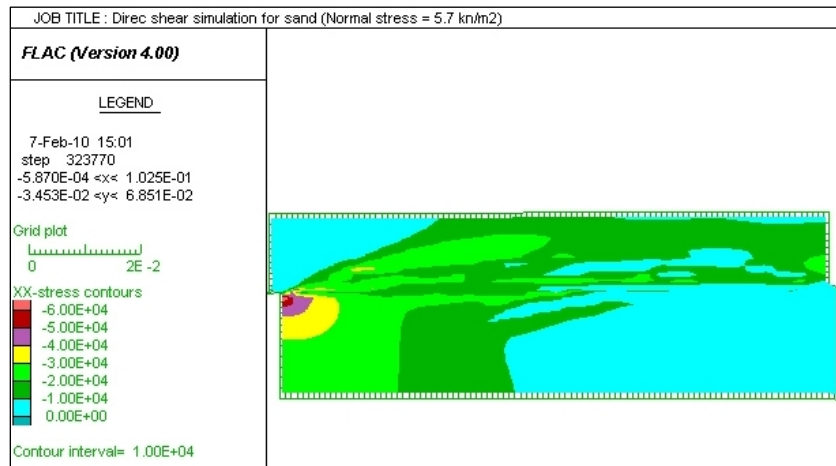 JOB TITLE : Direc shear simulation for sand (Normal stress = 5.7 kn/m2)
FLAC (Version 4.00)
LEGEND
7-Feb-10 15:01
step 323770
-5.870E-04 <x< 1.025E-01
-3.453E-02 <y< 6.851E-02
Grid plot
0 2E -2
XX-stress contours
-6.00E+04
-5.00E+04
-4.00E+04
-3.00E+04
-2.00E+04
-1.00E+04
0.00E+00
Contour interval= 1.00E+04